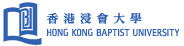 香港浸會大學
HONG KONG BAPTIST UNIVERSITY